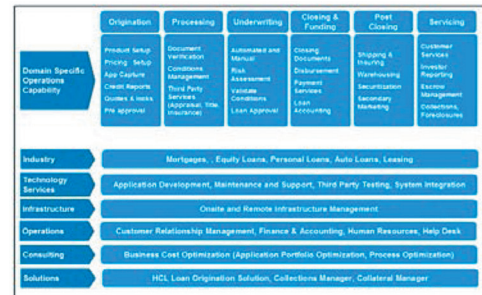 Origination
Processing
Underwriting
Closing &
Funding
Post
Closing
Servicing
Domain Specific
Operations
Capability
Product Setup
Pricing Setup
App Capture
Credit Reports
Quotes & locks
Pre approval
Document
Verification
Conditions
Management
Third Party
Services
(Appraisal, Title,
Insurance)
Automated and
Manual
Risk
Assessment
Validate
Conditions
Loan Approval
Closing
Documents
Disbursement
Payment
Services
Loan
Accounting
Shipping &
Insuring
Warehousing
Securitization
Secondary
Marketing
Customer
Services
Investor
Reporting
Escrow
Management
Collections,
Foreclosures
Industry
Mortgages, , Equity Loans, Personal Loans, Auto Loans, Leasing
Technology
Services
Application Development, Maintenance and Support, Third Party Testing, System Integration
Infrastructure
Onsite and Remote Infrastructure Management
Operations
Customer Relationship Management, Finance & Accounting, Human Resources, Help Desk
Consulting
Business Cost Optimization (Application Portfolio Optimization, Process Optimization)
Solutions
HCL Loan Origination Solution, Collections Manager, Collateral Manager